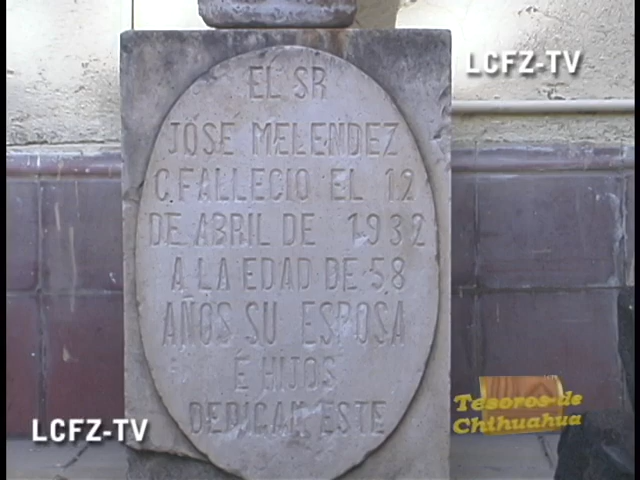 LCFZ-TV
EL SR
JOSE MELENDEZ
C. FALLECIO EL 12
DE ABRIL DE 1932
A LA EDAD DE 58
AÑOS SU ESPOSA
É HIJOS
DEDICAN ESTE
Tesoros de
Chihuahua
LCFZ-TV